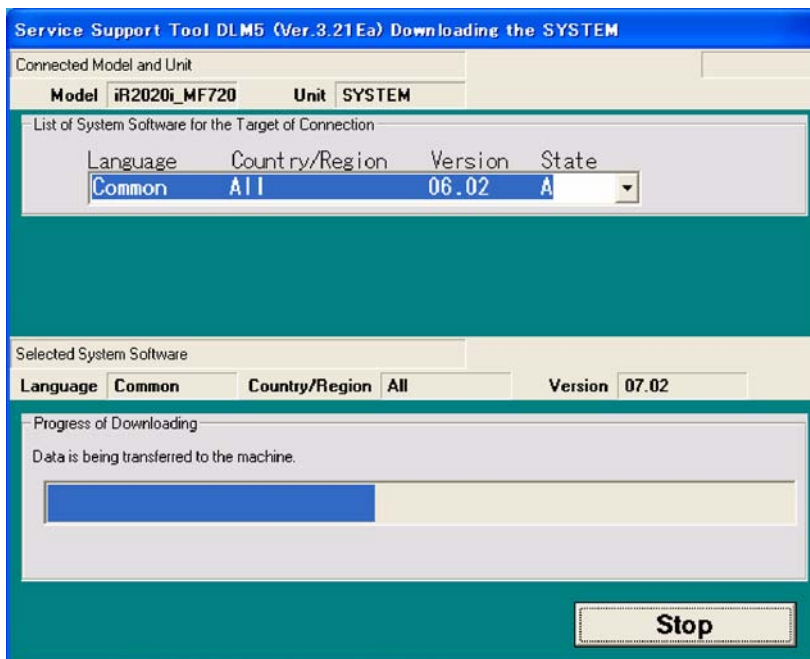 Service Support Tool DLM5 (Ver.3.21Ea) Downloading the SYSTEM
Connected Model and Unit
Model iR2020i_MF720 Unit SYSTEM
List of System Software for the Target of Connection
Language Country/Region Version State
Common All 06.02 A
Selected System Software
Language Common Country/Region All Version 07.02
Progress of Downloading
Data is being transferred to the machine.
Stop